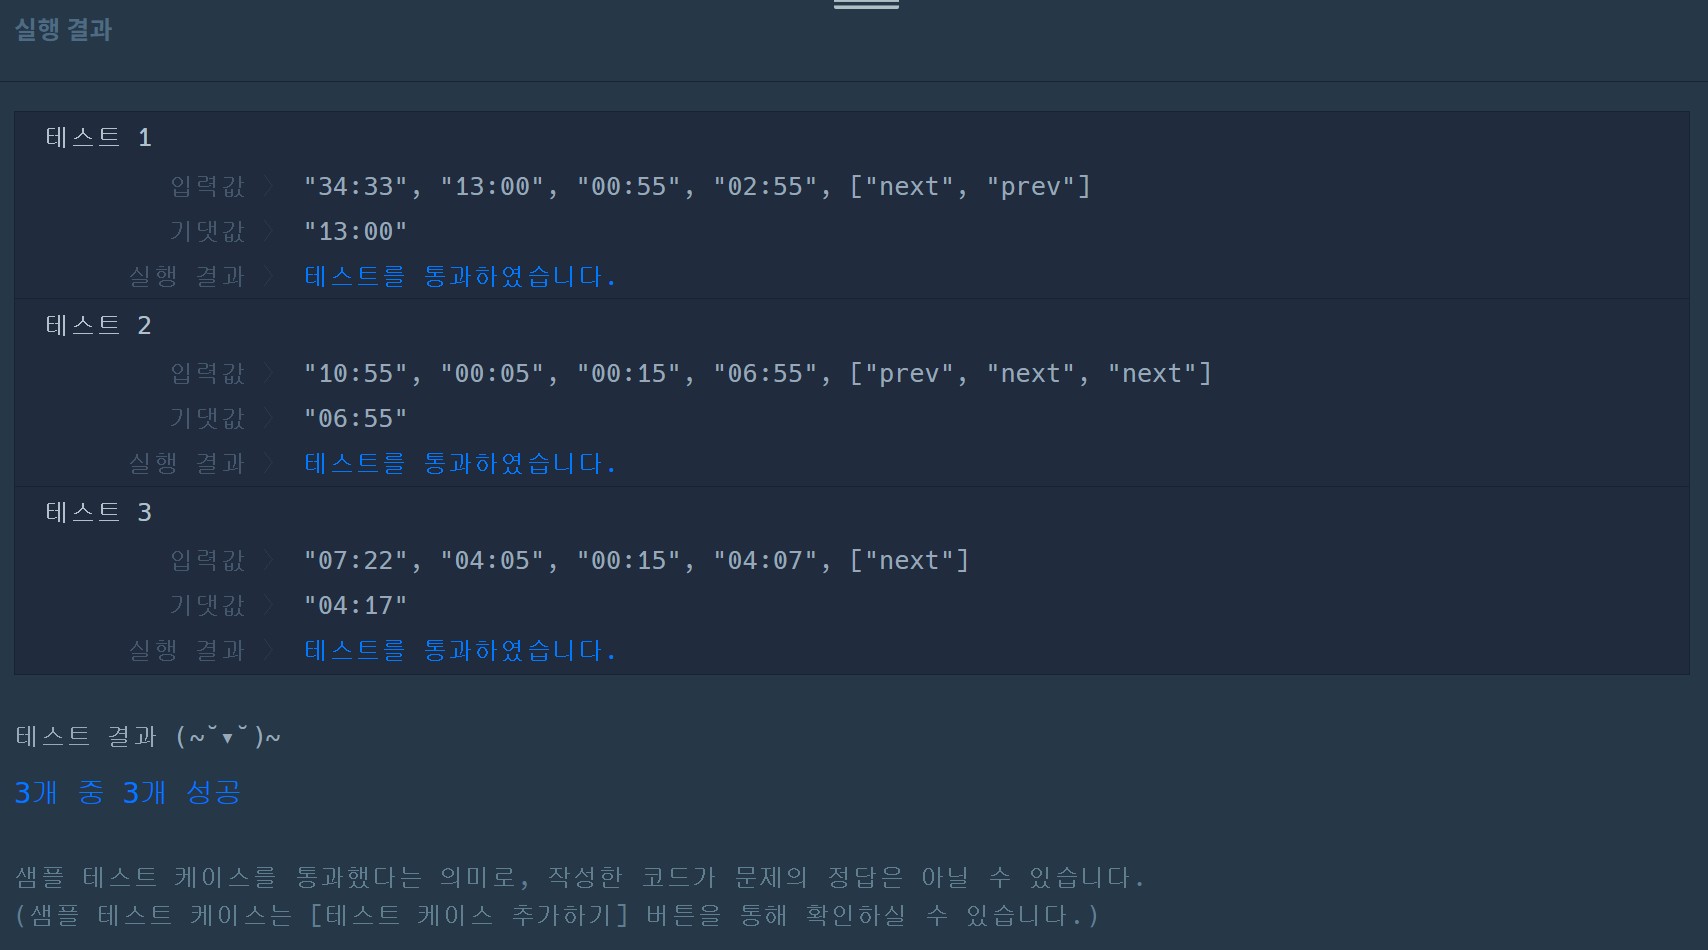 실행 결과
테스트 1
입력값 〉 "34:33", "13:00", "00:55", "02:55", ["next", "prev"]
기댓값 〉 "13:00"
실행 결과 〉 테스트를 통과하였습니다.
테스트 2
입력값 〉 "10:55", "00:05", "00:15", "06:55", ["prev", "next", "next"]
기댓값 〉 "06:55"
실행 결과 〉 테스트를 통과하였습니다.
테스트 3
입력값 〉 "07:22", "04:05", "00:15", "04:07", ["next"]
기댓값 〉 "04:17"
실행 결과 〉 테스트를 통과하였습니다.
테스트 결과 (~˘▾˘)~
3개 중 3개 성공
샘플 테스트 케이스를 통과했다는 의미로, 작성한 코드가 문제의 정답은 아닐 수 있습니다.
(샘플 테스트 케이스는 [테스트 케이스 추가하기] 버튼을 통해 확인하실 수 있습니다.)